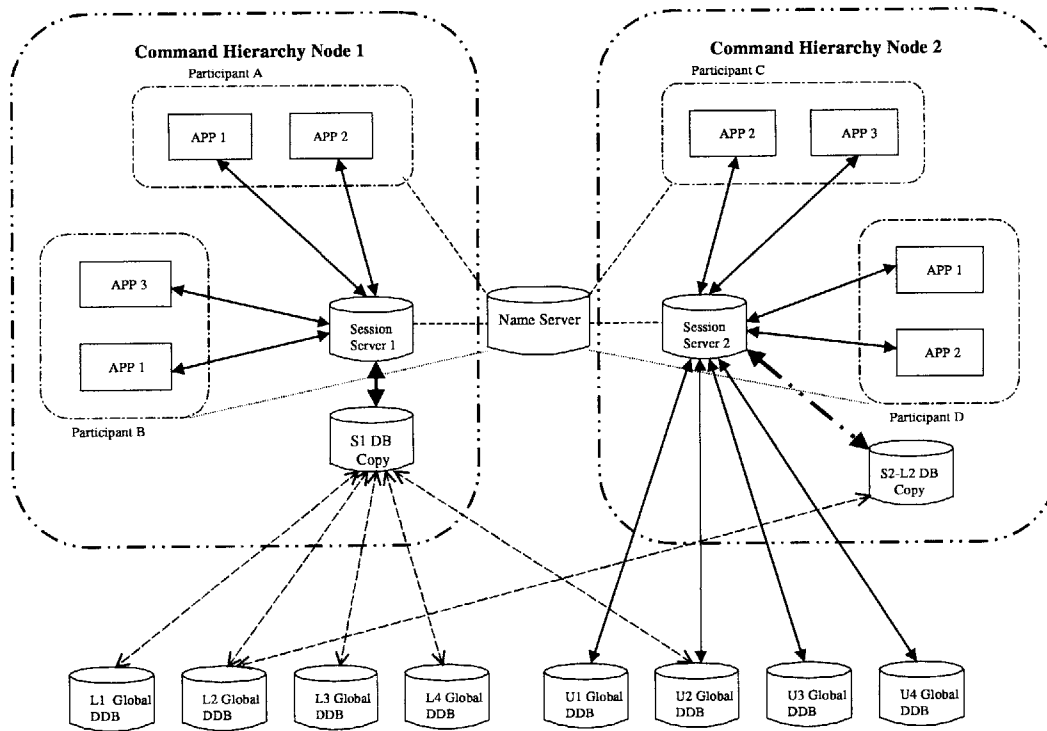 Command Hierarchy Node 1
Participant A
APP 1
APP 2
APP 3
APP 1
Participant B
Session
Server 1
S1 DB
Copy
Name Server
Command Hierarchy Node 2
Participant C
APP 2
APP 3
APP 1
APP 2
Participant D
Session
Server 2
S2-L2 DB
Copy
L1 Global
DDB
L2 Global
DDB
L3 Global
DDB
L4 Global
DDB
U1 Global
DDB
U2 Global
DDB
U3 Global
DDB
U4 Global
DDB